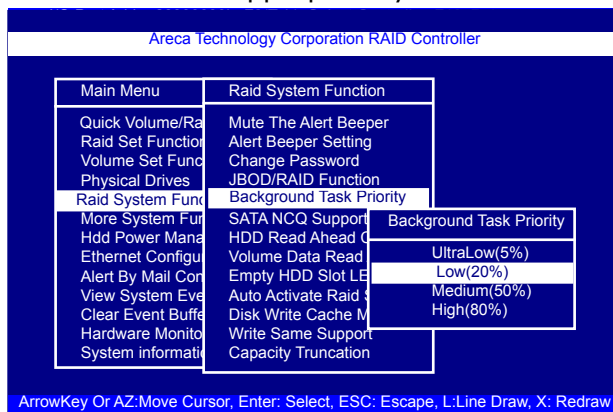 Areca Technology Corporation RAID Controller
Main Menu
Quick Volume/Ra
Raid Set Function
Volume Set Func
Physical Drives
Raid System Func
More System Fun
Hdd Power Mana
Ethernet Configu
Alert By Mail Con
View System Eve
Clear Event Buffe
Hardware Monito
System informati
Raid System Function
Mute The Alert Beeper
Alert Beeper Setting
Change Password
JBOD/RAID Function
Background Task Priority
SATA NCQ Support
HDD Read Ahead C
Volume Data Read
Empty HDD Slot LE
Auto Activate Raid S
Disk Write Cache M
Write Same Support
Capacity Truncation
Background Task Priority
UltraLow(5%)
Low(20%)
Medium(50%)
High(80%)
ArrowKey Or AZ:Move Cursor, Enter: Select, ESC: Escape, L:Line Draw, X: Redraw